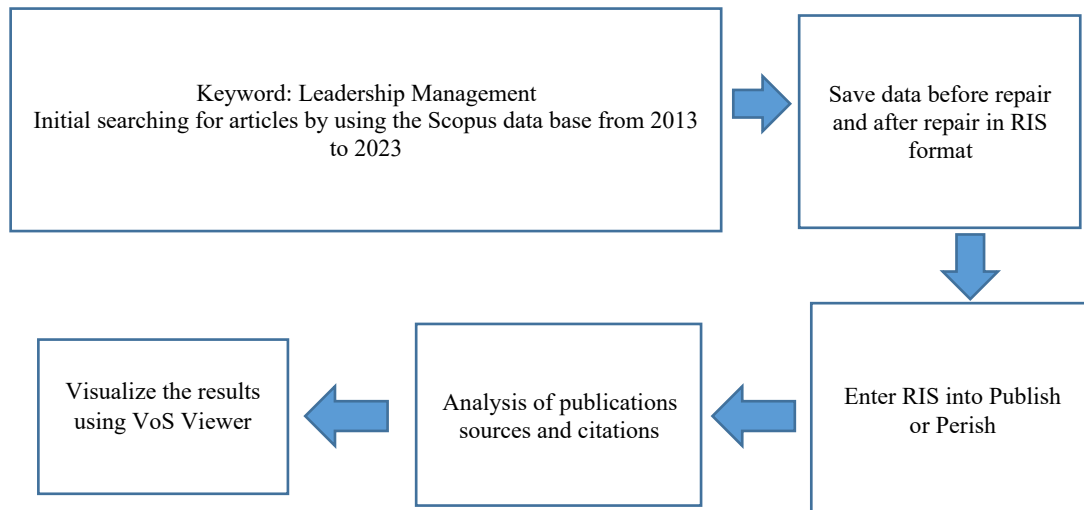 Keyword: Leadership Management
Initial searching for articles by using the Scopus data base from 2013
to 2023
Save data before repair
and after repair in RIS
format
Enter RIS into Publish
or Perish
Analysis of publications
sources and citations
Visualize the results
using VoS Viewer